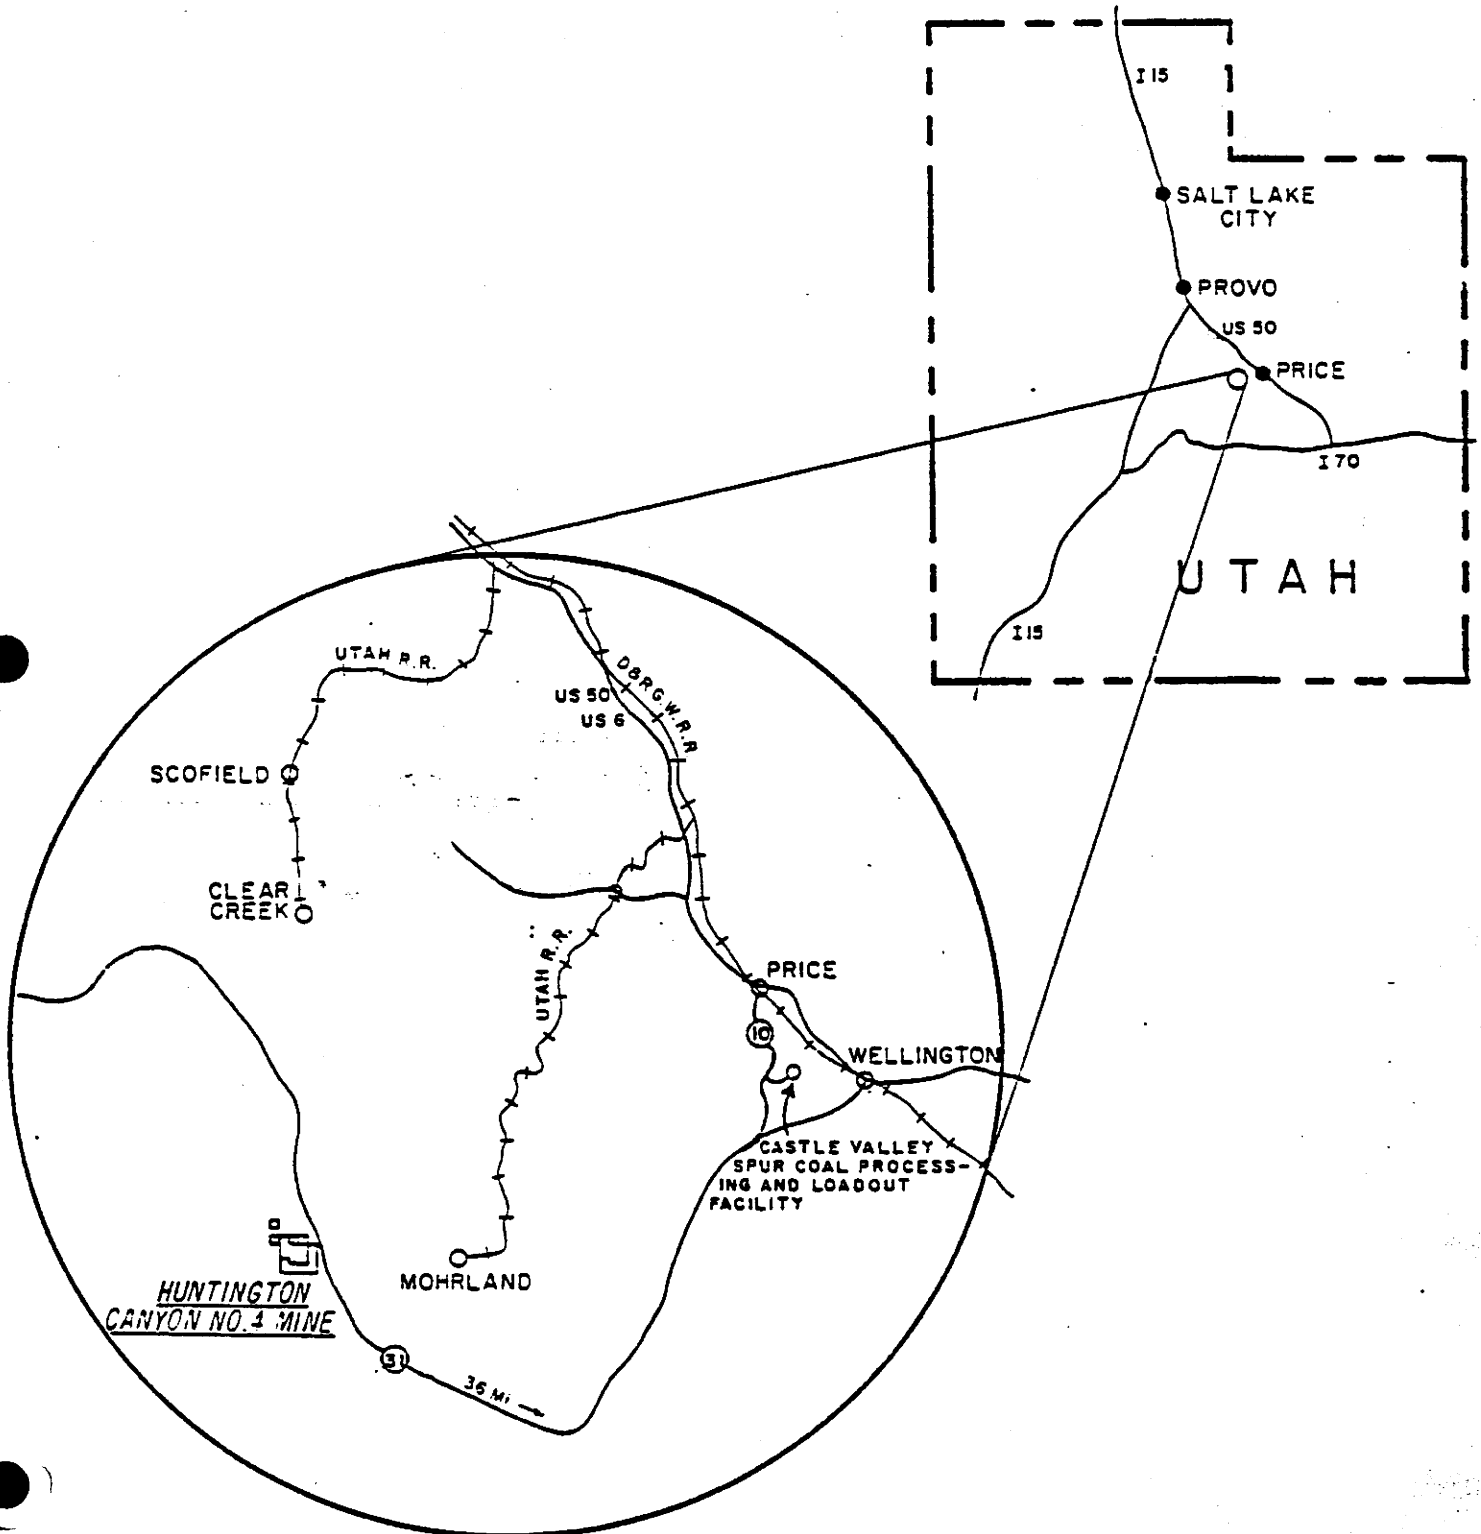 I 15
SALT LAKE
CITY
PROVO
US 50
PRICE
I 70
UTAH
I 15
UTAH R.R.
D&RG.W.R.R
US 50
US 6
SCOFIELD
CLEAR
CREEK
UTAH R.R.
PRICE
10
WELLINGTON
CASTLE VALLEY
SPUR COAL PROCESS-
ING AND LOADOUT
FACILITY
MOHRLAND
HUNTINGTON
CANYON NO. 4 MINE
31
36 Mi